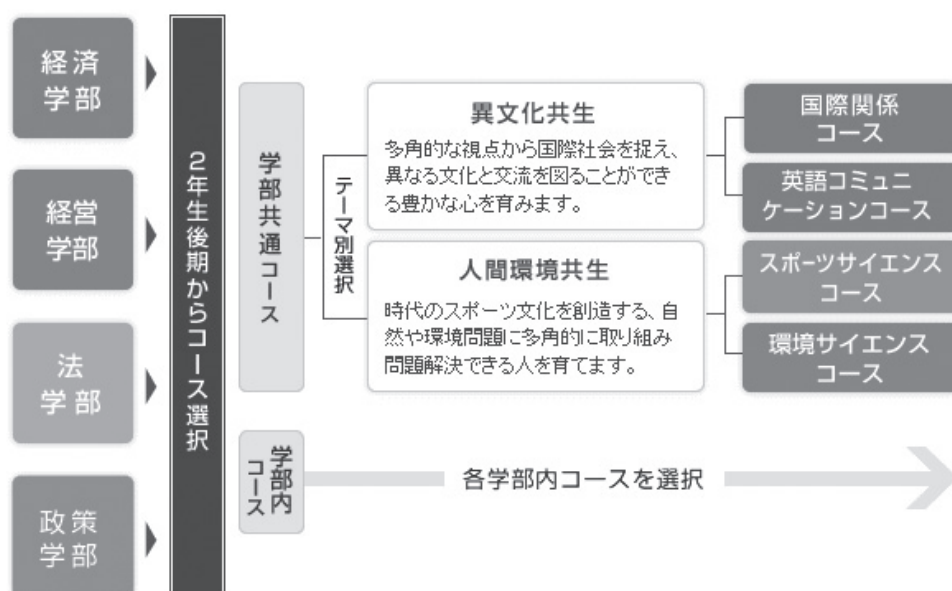 経済
学部
経営
学部
法
学部
政策
学部
2年生後期からコース選択
学部共通コース
テーマ別選択
異文化共生
多角的な視点から国際社会を捉え、
異なる文化と交流を図ることができ
る豊かな心を育みます。
国際関係
コース
英語コミュニ
ケーションコース
人間環境共生
時代のスポーツ文化を創造する、自
然や環境問題に多角的に取り組み
問題解決できる人を育てます。
スポーツサイエンス
コース
環境サイエンス
コース
学部内
コース
各学部内コースを選択